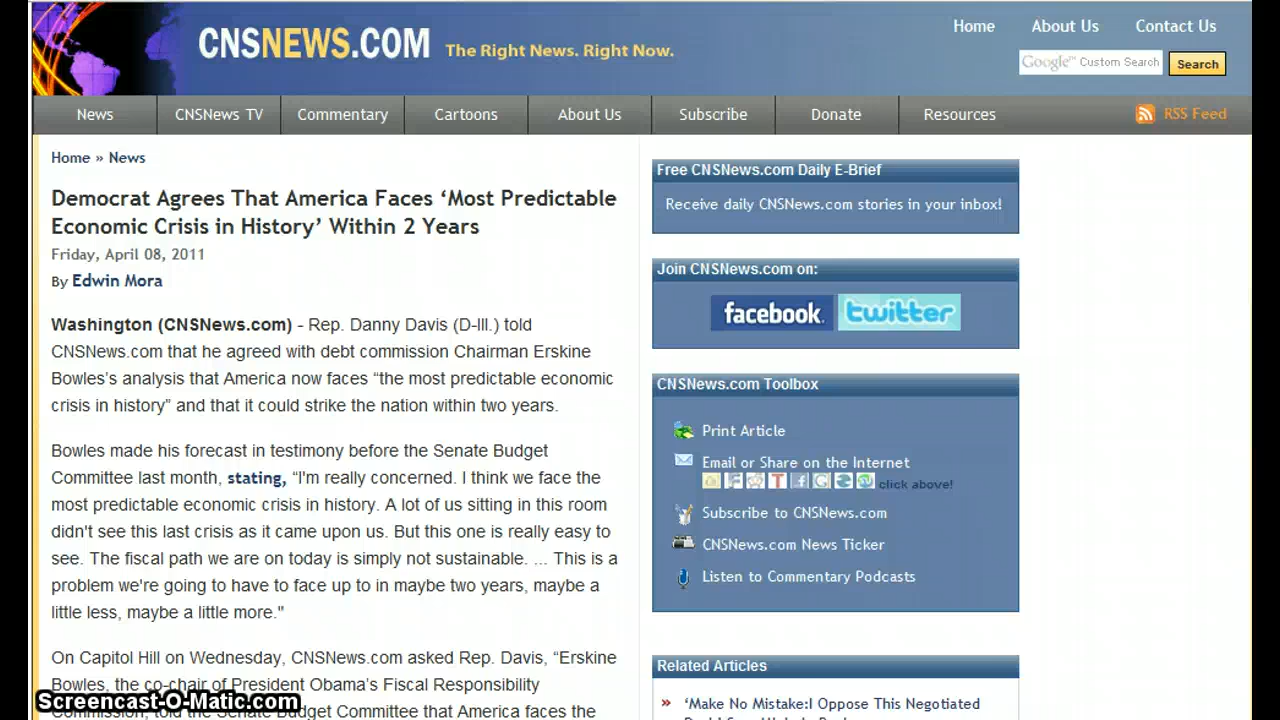 Home About Us Contact Us
CNSNEWS.COM The Right News. Right Now.
Google™ Custom Search Search
News CNSNews TV Commentary Cartoons About Us Subscribe Donate Resources RSS Feed
Home » News
Democrat Agrees That America Faces ‘Most Predictable
Economic Crisis in History’ Within 2 Years
Friday, April 08, 2011
By Edwin Mora
Washington (CNSNews.com) - Rep. Danny Davis (D-Ill.) told
CNSNews.com that he agreed with debt commission Chairman Erskine
Bowles’s analysis that America now faces “the most predictable economic
crisis in history” and that it could strike the nation within two years.
Bowles made his forecast in testimony before the Senate Budget
Committee last month, stating, “I'm really concerned. I think we face the
most predictable economic crisis in history. A lot of us sitting in this room
didn't see this last crisis as it came upon us. But this one is really easy to
see. The fiscal path we are on today is simply not sustainable. ... This is a
problem we're going to have to face up to in maybe two years, maybe a
little less, maybe a little more."
On Capitol Hill on Wednesday, CNSNews.com asked Rep. Davis, “Erskine
Bowles, the co-chair of President Obama’s Fiscal Responsibility
Commission, told the Senate Budget Committee that America faces the
Free CNSNews.com Daily E-Brief
Receive daily CNSNews.com stories in your inbox!
Join CNSNews.com on:
facebook. twitter
CNSNews.com Toolbox
Print Article
Email or Share on the Internet
click above!
Subscribe to CNSNews.com
CNSNews.com News Ticker
Listen to Commentary Podcasts
Related Articles
» ‘Make No Mistake:I Oppose This Negotiated
Screencast-O-Matic.com